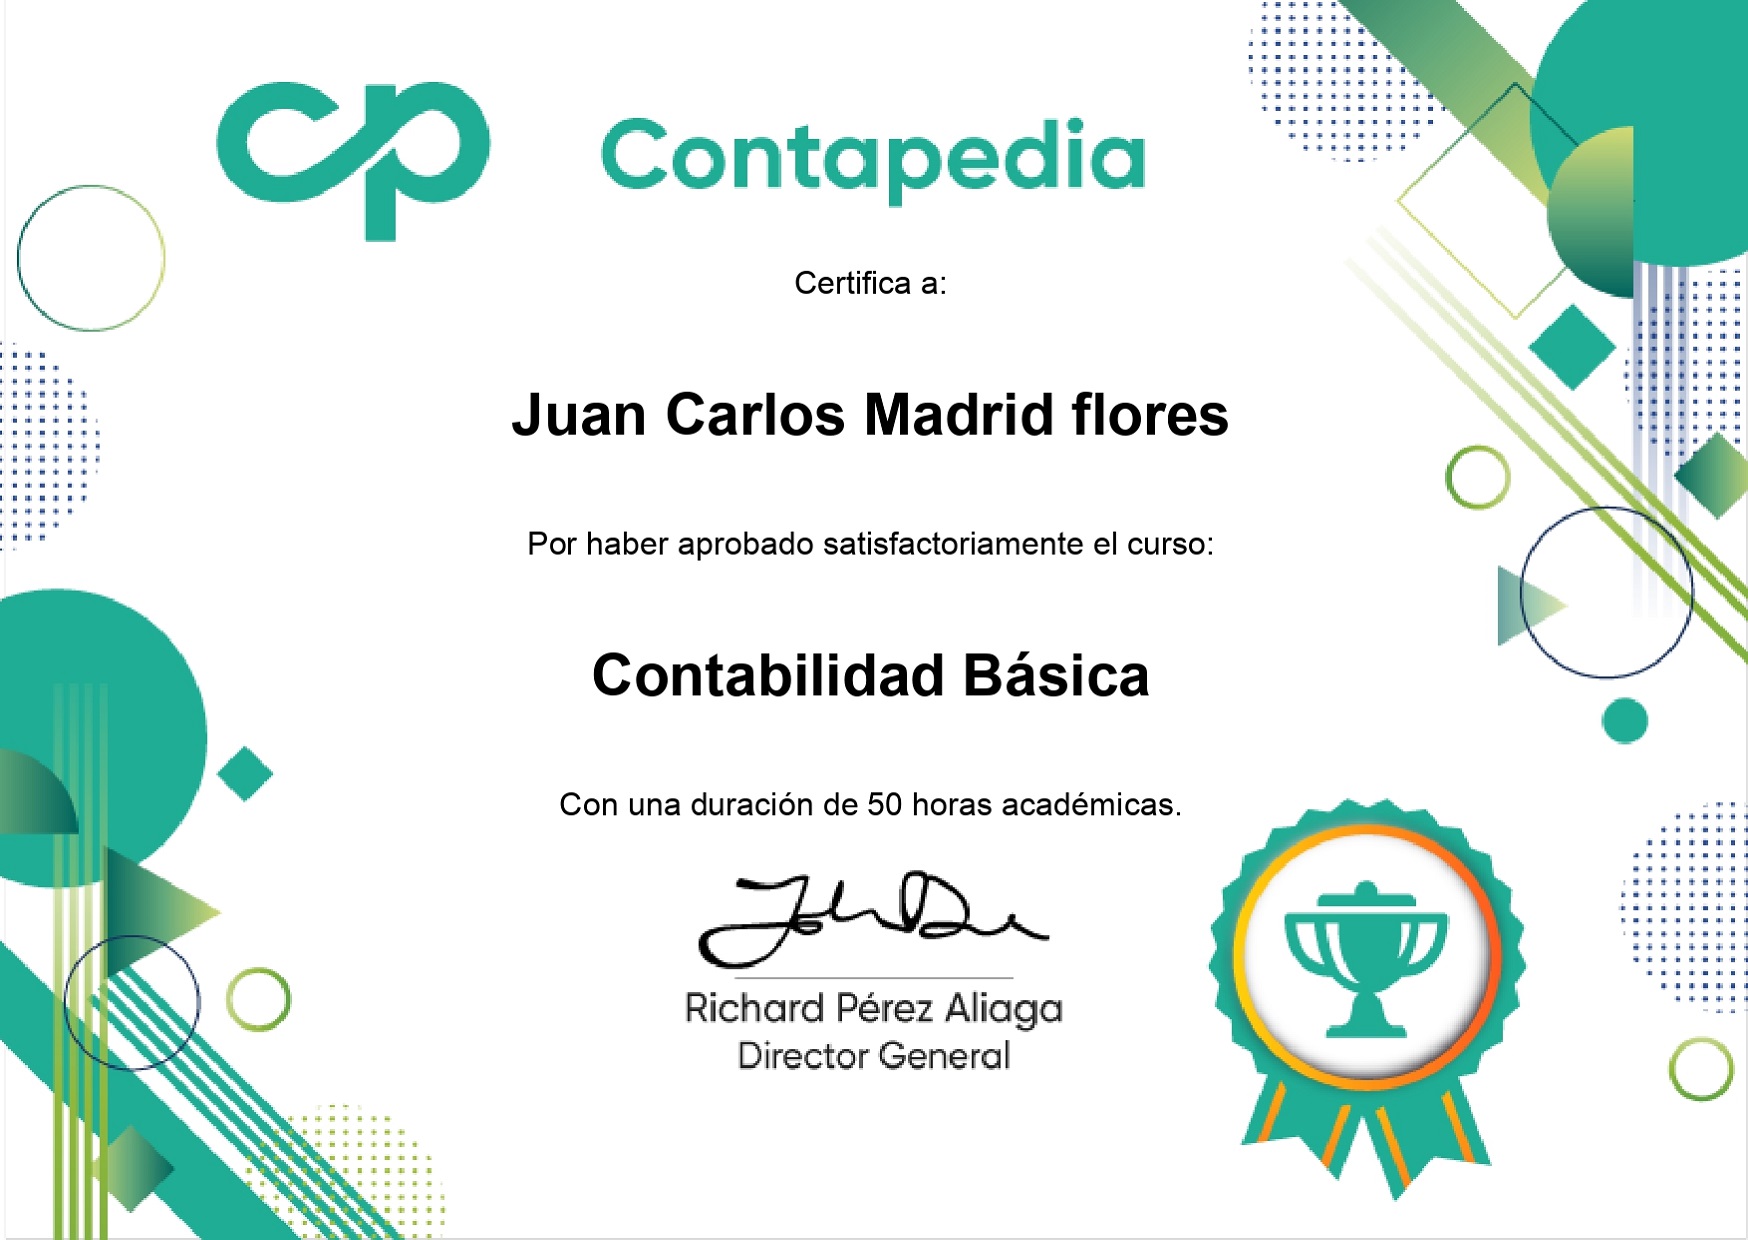 cp Contapedia
Certifica a:
Juan Carlos Madrid flores
Por haber aprobado satisfactoriamente el curso:
Contabilidad Básica
Con una duración de 50 horas académicas.
Richard Pérez Aliaga
Director General